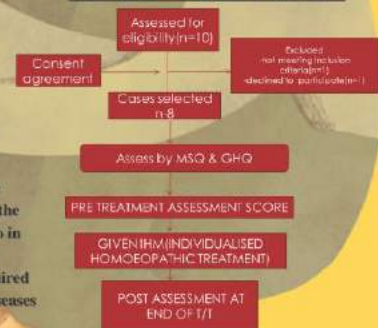 Assessed for
eligibility(n=10)
Consent
agreement
Excluded
-not meeting inclusion
criteria(n=1)
-declined to participate(n=1)
Cases selected
n-8
Assess by MSQ & GHQ
PRE TREATMENT ASSESSMENT SCORE
GIVEN IHM(INDIVIDUALISED
HOMOEOPATHIC TREATMENT)
POST ASSESSMENT AT
END OF T/T
the
in